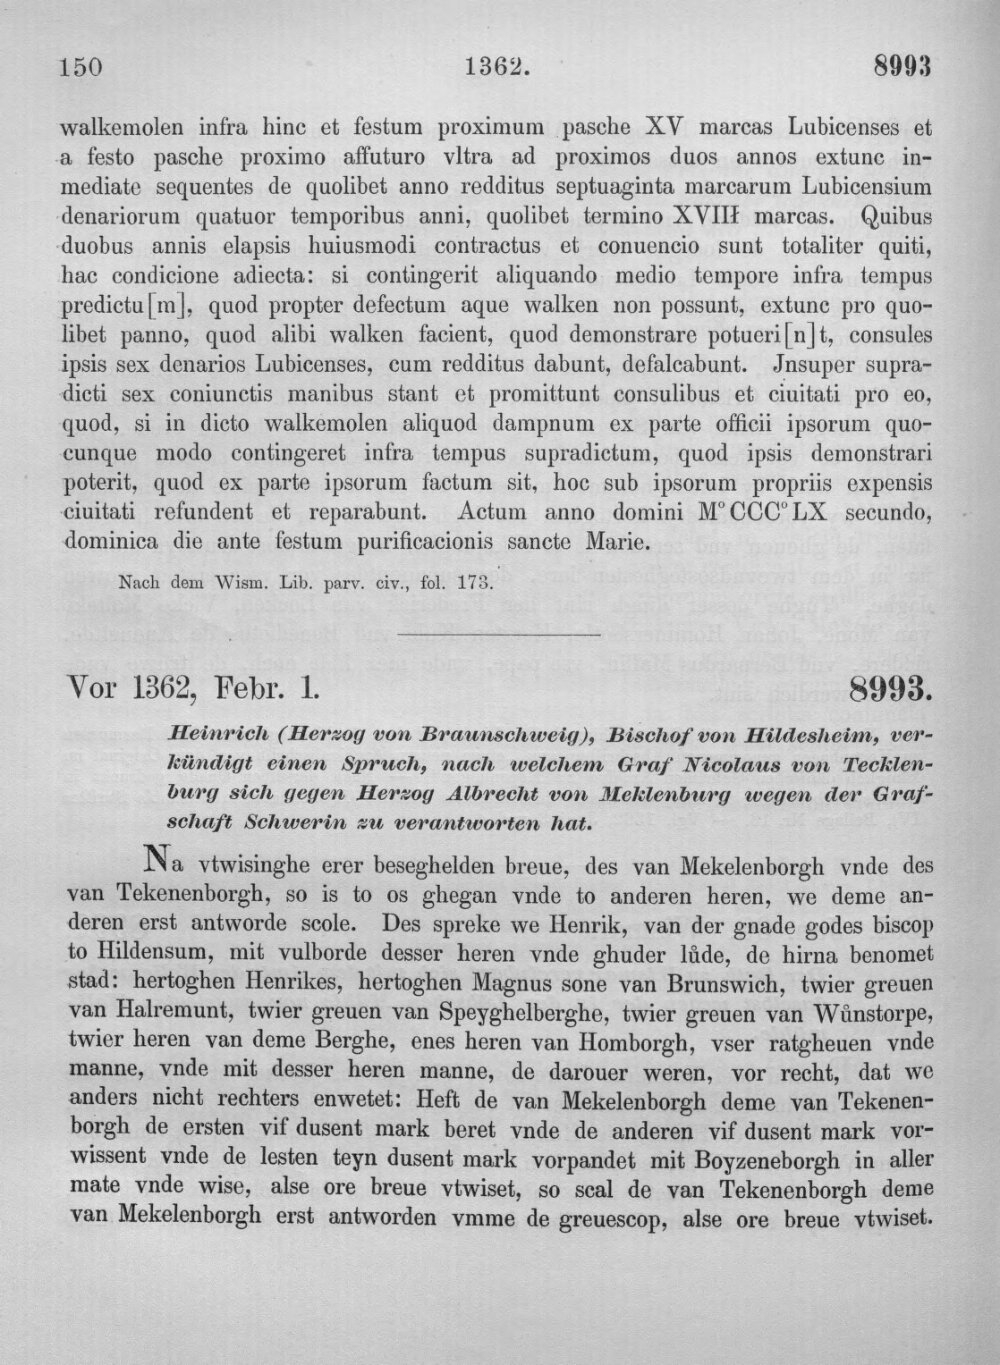 150 1362. 8993
walkemolen infra hinc et festum proximum pasche XV marcas Lubicenses et
a festo pasche proximo affuturo vltra ad proximos duos annos extunc in-
mediate sequentes de quolibet anno redditus septuaginta marcarum Lubicensium
denariorum quatuor temporibus anni, quolibet termino XVIIƗ marcas. Quibus
duobus annis elapsis huiusmodi contractus et conuencio sunt totaliter quiti,
hac condicione adiecta: si contingerit aliquando medio tempore infra tempus
predictu[m], quod propter defectum aque walken non possunt, extunc pro quo-
libet panno, quod alibi walken facient, quod demonstrare potueri[n]t, consules
ipsis sex denarios Lubicenses, cum redditus dabunt, defalcabunt. Jnsuper supra-
dicti sex coniunctis manibus stant et promittunt consulibus et ciuitati pro eo,
quod, si in dicto walkemolen aliquod dampnum ex parte officii ipsorum quo-
cunque modo contingeret infra tempus supradictum, quod ipsis demonstrari
poterit, quod ex parte ipsorum factum sit, hoc sub ipsorum propriis expensis
ciuitati refundent et reparabunt. Actum anno domini M° CCC° LX secundo,
dominica die ante festum purificacionis sancte Marie.
Nach dem Wism. Lib. parv. civ., fol. 173.
Vor 1362, Febr. 1. 8993.
Heinrich (Herzog von Braunschweig), Bischof von Hildesheim, ver-
kündigt einen Spruch, nach welchem Graf Nicolaus von Tecklen-
burg sich gegen Herzog Albrecht von Meklenburg wegen der Graf-
schaft Schwerin zu verantworten hat.
Na vtwisinghe erer beseghelden breue, des van Mekelenborgh vnde des
van Tekenenborgh, so is to os ghegan vnde to anderen heren, we deme an-
deren erst antworde scole. Des spreke we Henrik, van der gnade godes biscop
to Hildensum, mit vulborde desser heren vnde ghuder lůde, de hirna benomet
stad: hertoghen Henrikes, hertoghen Magnus sone van Brunswich, twier greuen
van Halremunt, twier greuen van Speyghelberghe, twier greuen van Wůnstorpe,
twier heren van deme Berghe, enes heren van Homborgh, vser ratgheuen vnde
manne, vnde mit desser heren manne, de darouer weren, vor recht, dat we
anders nicht rechters enwetet: Heft de van Mekelenborgh deme van Tekenen-
borgh de ersten vif dusent mark beret vnde de anderen vif dusent mark vor-
wissent vnde de lesten teyn dusent mark vorpandet mit Boyzeneborgh in aller
mate vnde wise, alse ore breue vtwiset, so scal de van Tekenenborgh deme
van Mekelenborgh erst antworden vmme de greuescop, alse ore breue vtwiset.